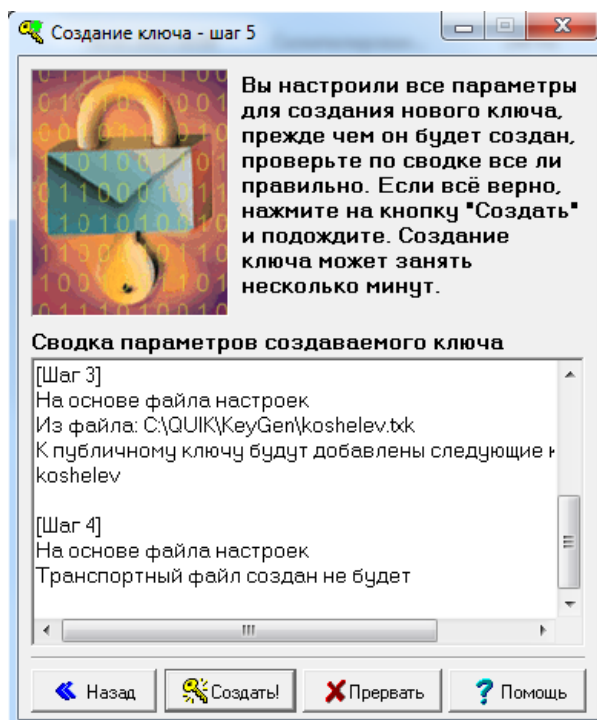 Создание ключа - шаг 5
Вы настроили все параметры
для создания нового ключа,
прежде чем он будет создан,
проверьте по сводке все ли
правильно. Если всё верно,
нажмите на кнопку "Создать"
и подождите. Создание
ключа может занять
несколько минут.
Сводка параметров создаваемого ключа
[Шаг 3]
На основе файла настроек
Из файла: C:\QUIK\KeyGen\koshelev.txk
К публичному ключу будут добавлены следующие
koshelev
[Шаг 4]
На основе файла настроек
Транспортный файл создан не будет
Назад
Создать!
Прервать
Помощь